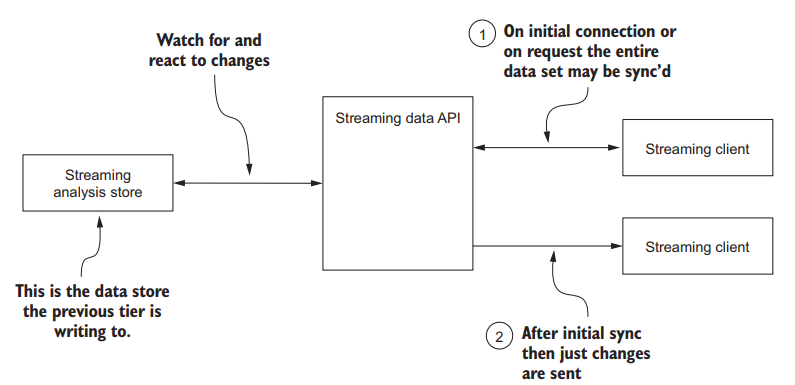 Watch for and
react to changes
1
On initial connection or
on request the entire
data set may be sync’d
Streaming data API
Streaming client
Streaming
analysis store
Streaming client
This is the data store
the previous tier is
writing to.
2
After initial sync
then just changes
are sent